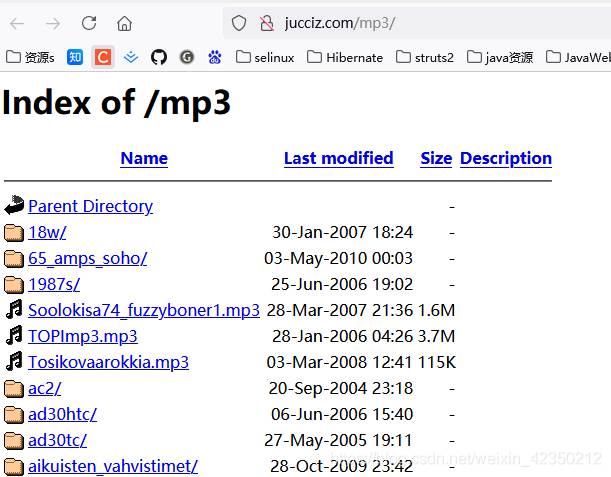 juccciz.com/mp3/
资源s 知 C selinux Hibernate struts2 java资源 JavaWeb
Index of /mp3
Name Last modified Size Description
Parent Directory -
18w/ 30-Jan-2007 18:24 -
65_amps_soho/ 03-May-2010 00:03 -
1987s/ 25-Jun-2006 19:02 -
Soolokisa74_fuzzyboner1.mp3 28-Mar-2007 21:36 1.6M
TOPImp3.mp3 28-Jan-2006 04:26 3.7M
Tosikovaarokkia.mp3 03-Mar-2008 12:41 115K
ac2/ 20-Sep-2004 23:18 -
ad30htc/ 06-Jun-2006 15:40 -
ad30tc/ 27-May-2005 19:11 -
aikuisten_vahvistimet/ 28-Oct-2009 23:42 -
https://blog.csdn.net/weixin_42350212